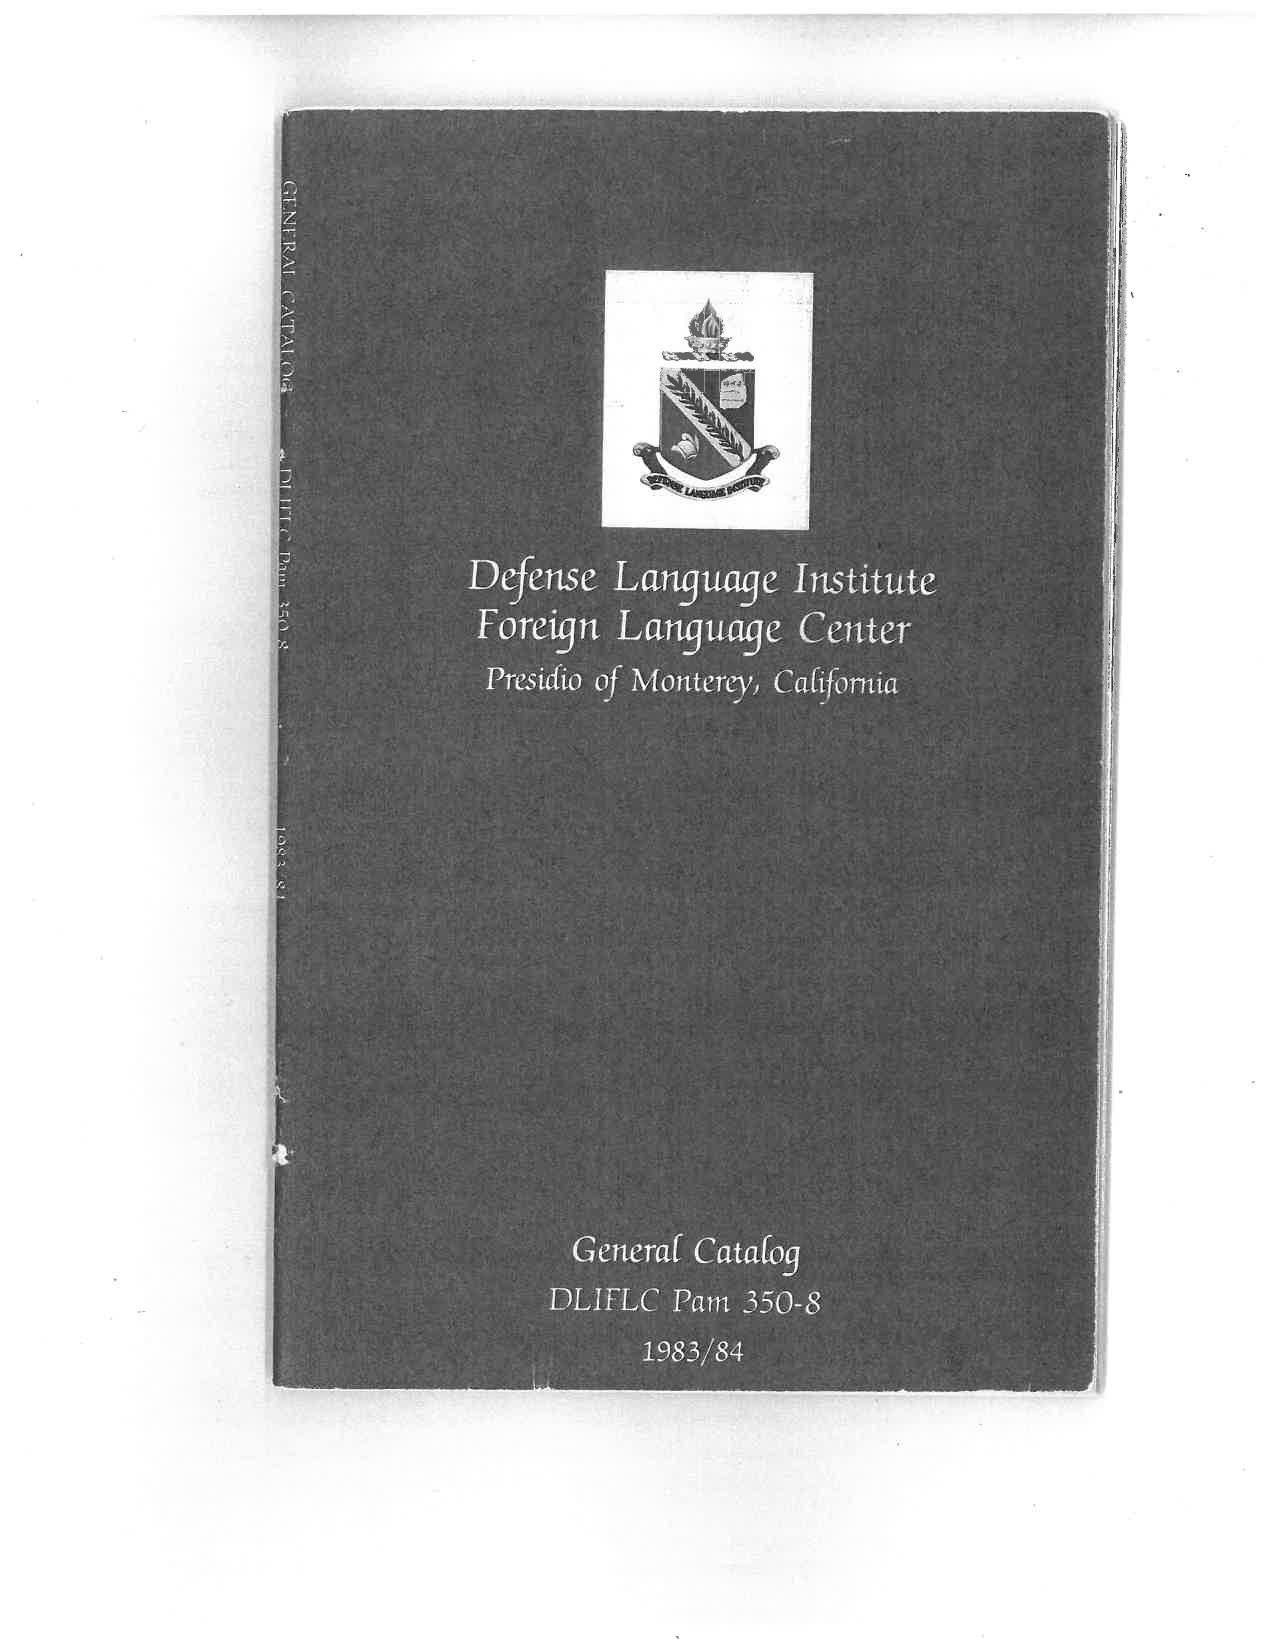 GENERAL CATALOG DLIFLC Pam 350-8 1983/84
DEFENSE LANGUAGE INSTITUTE
Defense Language Institute
Foreign Language Center
Presidio of Monterey, California
General Catalog
DLIFLC Pam 350-8
1983/84